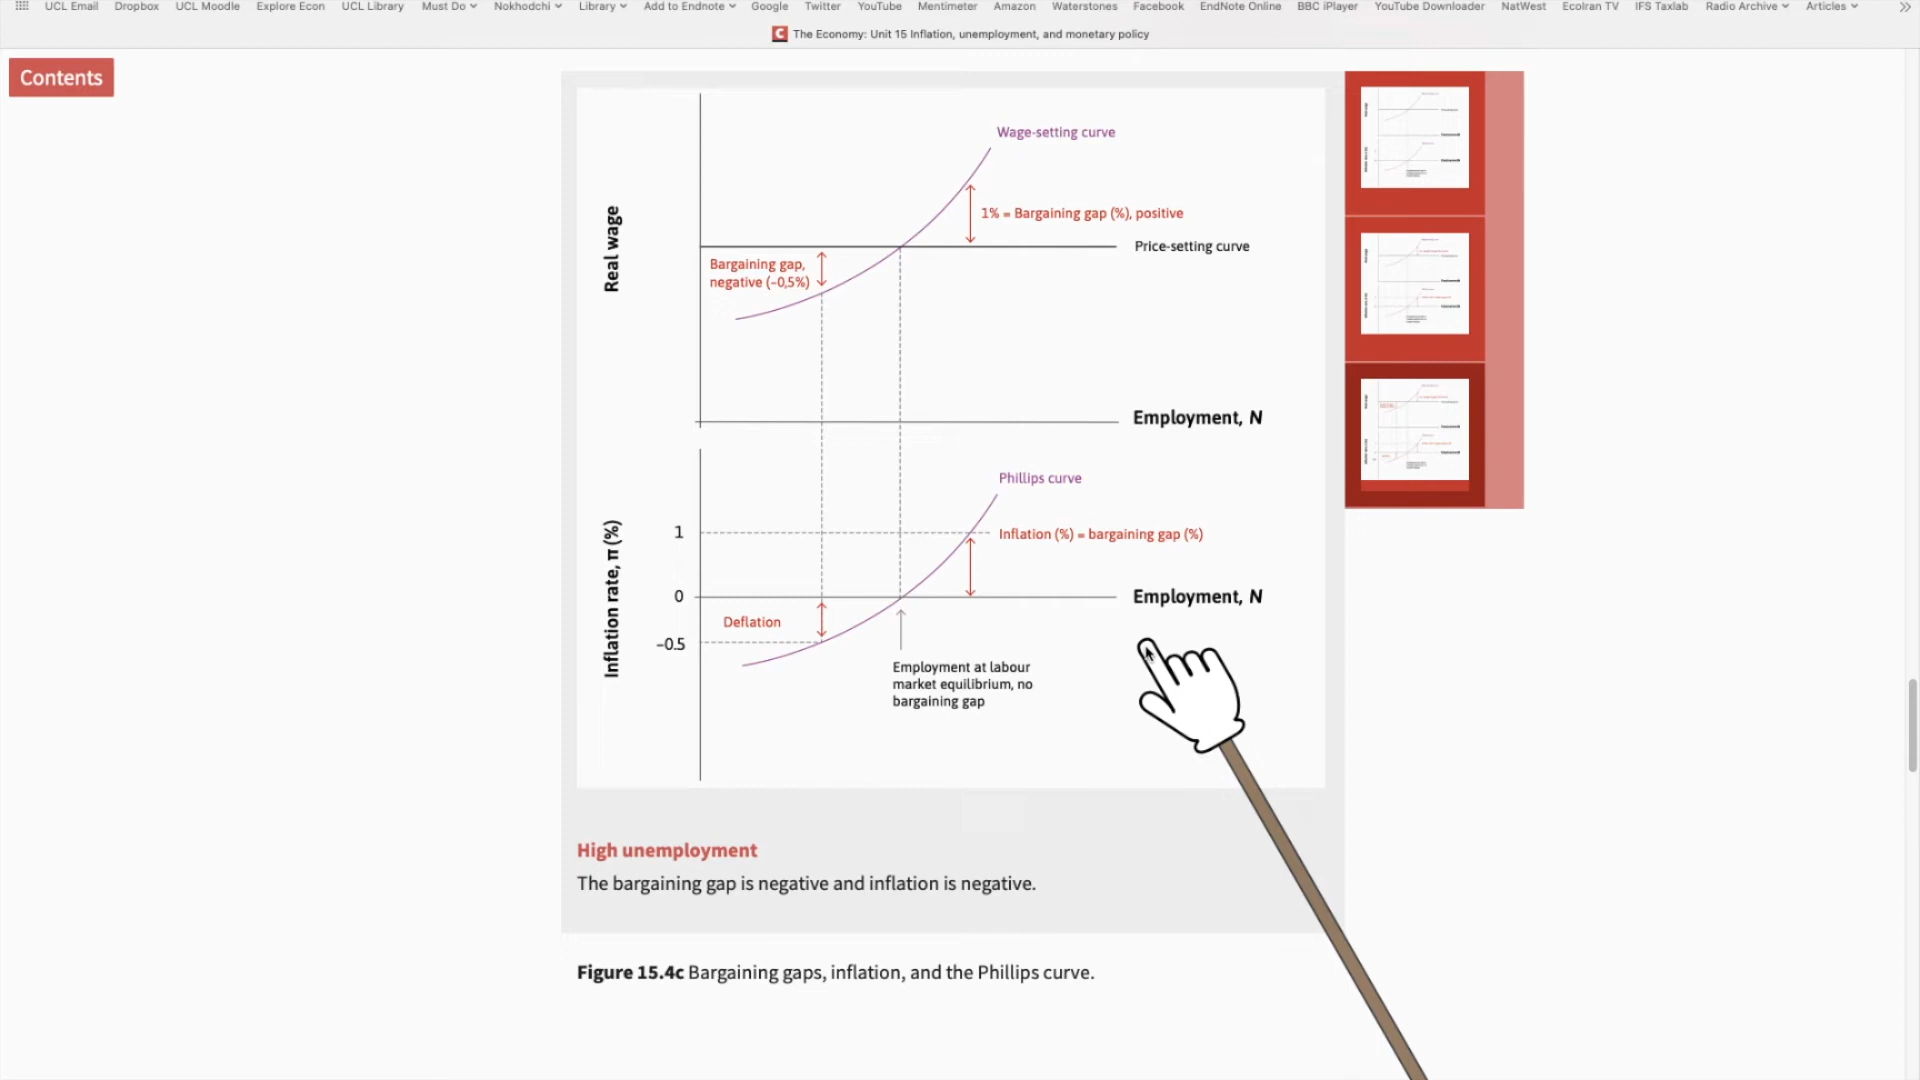 UCL Email Dropbox UCL Moodle Explore Econ UCL Library Must Do Nokhodchi Library Add to Endnote Google Twitter YouTube Mentimeter Amazon Waterstones Facebook EndNote Online BBC iPlayer YouTube Downloader NatWest EcoIran TV IFS Taxlab Radio Archive Articles
The Economy: Unit 15 Inflation, unemployment, and monetary policy
Contents
Wage-setting curve
1% = Bargaining gap (%), positive
Price-setting curve
Real wage
Bargaining gap,
negative (–0,5%)
Employment, N
Phillips curve
Inflation rate, π (%)
1
Inflation (%) = bargaining gap (%)
0
Employment, N
Deflation
–0.5
Employment at labour
market equilibrium, no
bargaining gap
High unemployment
The bargaining gap is negative and inflation is negative.
Figure 15.4c Bargaining gaps, inflation, and the Phillips curve.